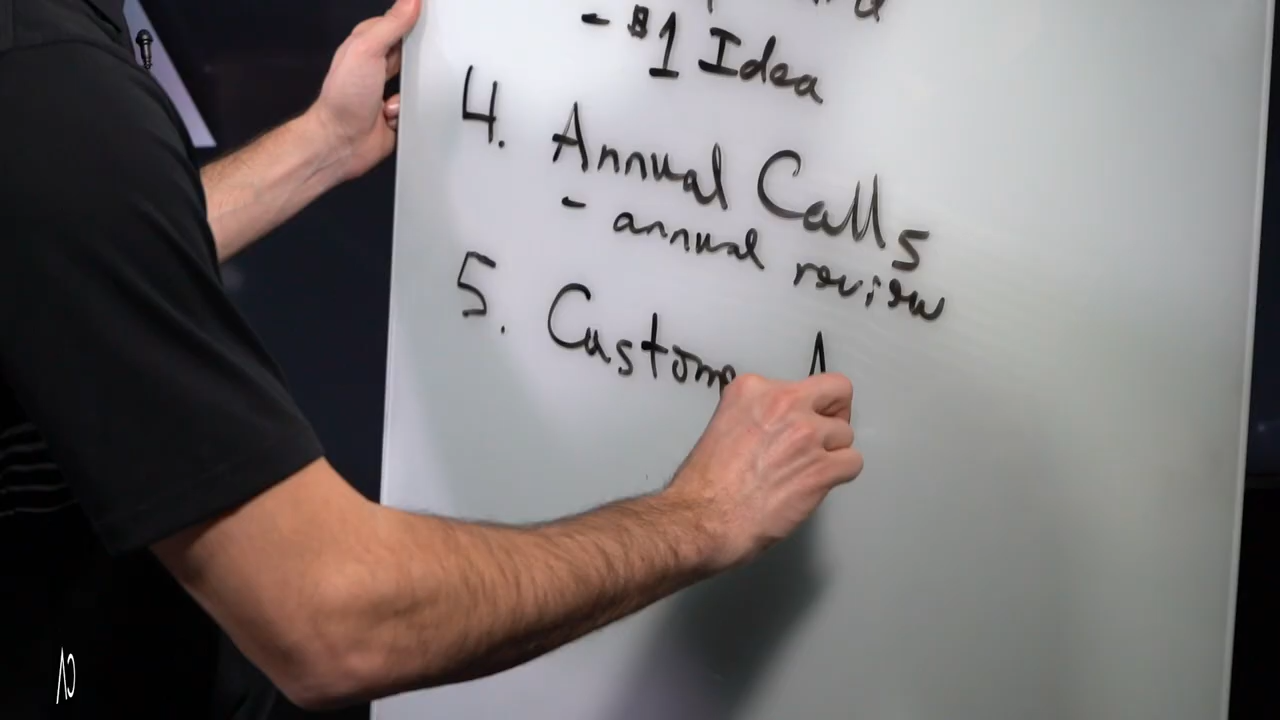 - $1 Idea
4. Annual Calls
- annual review
5. Custom